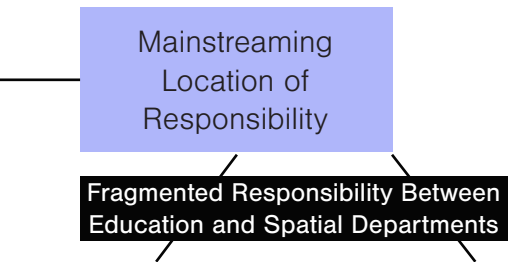 Mainstreaming
Location of
Responsibility
Fragmented Responsibility Between
Education and Spatial Departments